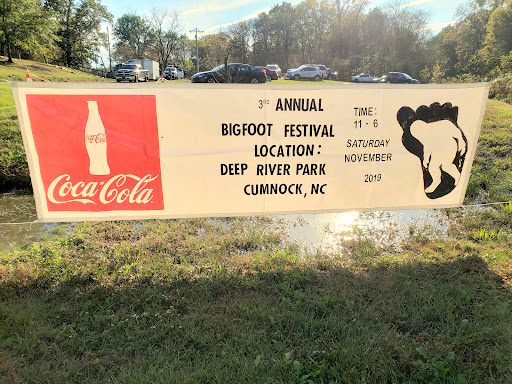 Coca-Cola
Coca-Cola
3RD ANNUAL
BIGFOOT FESTIVAL
LOCATION:
DEEP RIVER PARK
CUMNOCK, NC
TIME:
11 - 6
SATURDAY
NOVEMBER
2019